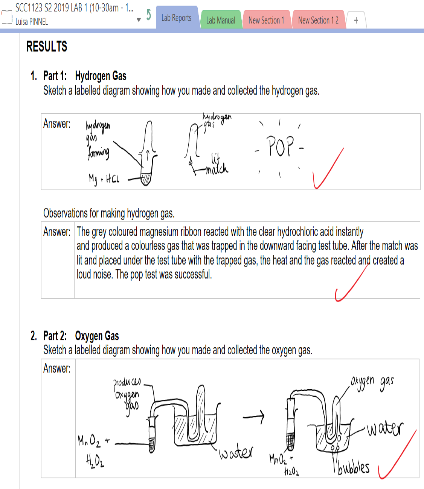 SCC1123 S2 2019 LAB 1 (10-30am - 1...
Luisa PINNEL
5
Lab Reports
Lab Manual
New Section 1
New Section 1 2
+
RESULTS
1. Part 1: Hydrogen Gas
Sketch a labelled diagram showing how you made and collected the hydrogen gas.
Answer:
hydrogen
gas
forming
Mg + HCl
hydrogen
gas
lit
match
- POP -
Observations for making hydrogen gas.
Answer:
The grey coloured magnesium ribbon reacted with the clear hydrochloric acid instantly
and produced a colourless gas that was trapped in the downward facing test tube. After the match was
lit and placed under the test tube with the trapped gas, the heat and the gas reacted and created a
loud noise. The pop test was successful.
2. Part 2: Oxygen Gas
Sketch a labelled diagram showing how you made and collected the oxygen gas.
Answer:
produces
oxygen
gas
MnO2 +
H2O2
water
oxygen gas
water
MnO2 +
H2O2
bubbles